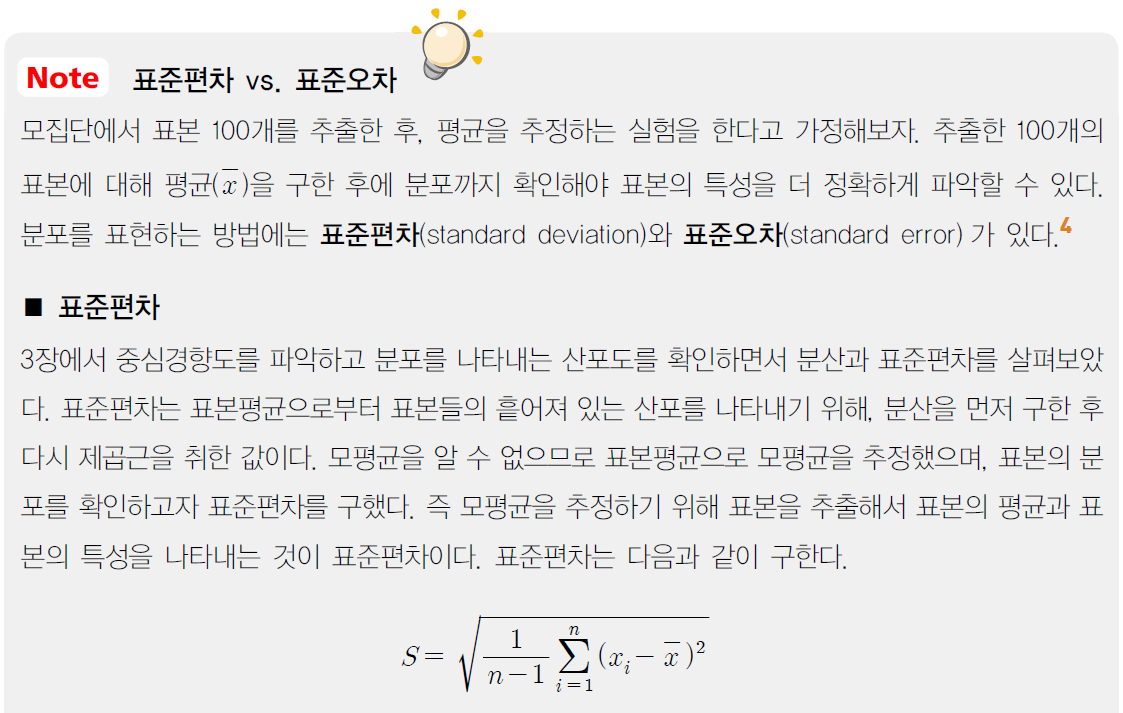 Note 표준편차 vs. 표준오차
모집단에서 표본 100개를 추출한 후, 평균을 추정하는 실험을 한다고 가정해보자. 추출한 100개의
표본에 대해 평균(x̄)을 구한 후에 분포까지 확인해야 표본의 특성을 더 정확하게 파악할 수 있다.
분포를 표현하는 방법에는 표준편차(standard deviation)와 표준오차(standard error) 가 있다.4
■ 표준편차
3장에서 중심경향도를 파악하고 분포를 나타내는 산포도를 확인하면서 분산과 표준편차를 살펴보았
다. 표준편차는 표본평균으로부터 표본들의 흩어져 있는 산포를 나타내기 위해, 분산을 먼저 구한 후
다시 제곱근을 취한 값이다. 모평균을 알 수 없으므로 표본평균으로 모평균을 추정했으며, 표본의 분
포를 확인하고자 표준편차를 구했다. 즉 모평균을 추정하기 위해 표본을 추출해서 표본의 평균과 표
본의 특성을 나타내는 것이 표준편차이다. 표준편차는 다음과 같이 구한다.
S = √(1/(n−1) ∑_{i=1}^{n} (x_i − x̄)²)